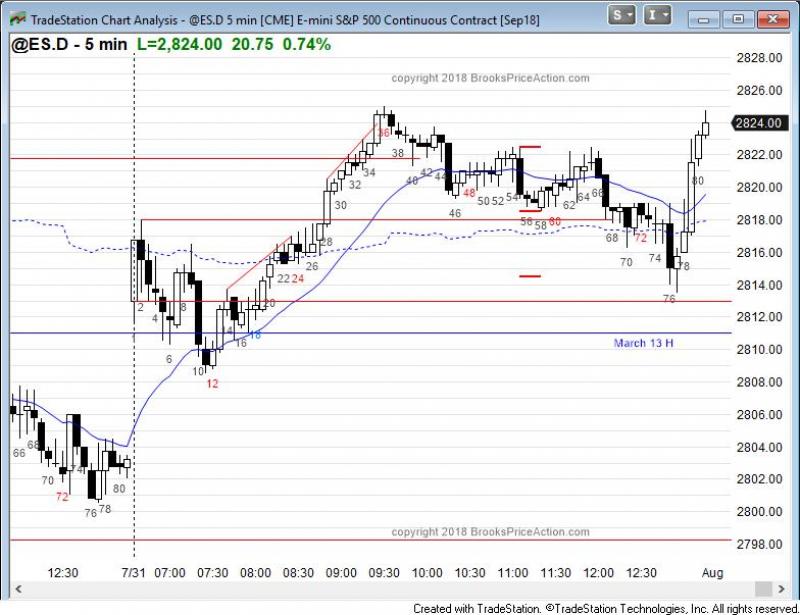 TradeStation Chart Analysis - @ES.D 5 min [CME] E-mini S&P 500 Continuous Contract [Sep18]
S I
@ES.D - 5 min L=2,824.00 20.75 0.74%
copyright 2018 BrooksPriceAction.com
2828.00
2826.00
2824.00
2822.00
2820.00
2818.00
2816.00
2814.00
2812.00
2810.00
2808.00
2806.00
2804.00
2802.00
2800.00
2798.00
66 68 70 72 74 76 78 80
2 4 6 8 10 12 14 16 18 20 22 24 26 28 30 32 34 36 38 40 42 44 46 48 50 52 54 56 58 60 62 64 66 68 70 72 74 76 78 80
March 13 H
copyright 2018 BrooksPriceAction.com
12:30 7/31 07:00 07:30 08:00 08:30 09:00 09:30 10:00 10:30 11:00 11:30 12:00 12:30 Aug
Created with TradeStation. ©TradeStation Technologies, Inc. All rights reserved.